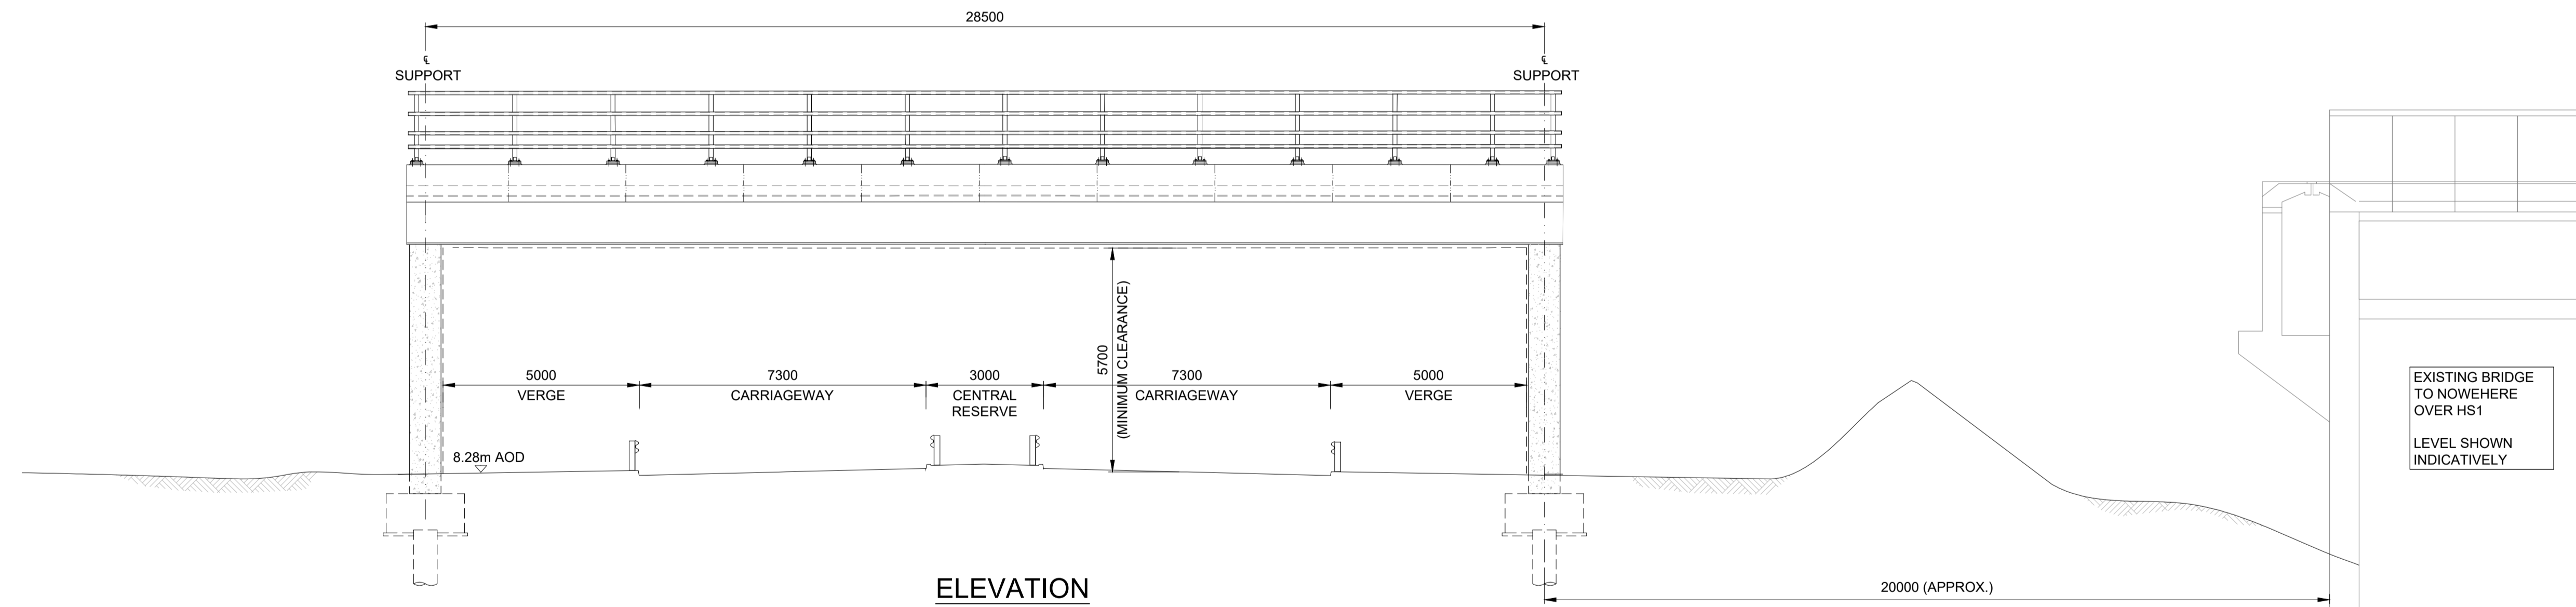 28500
℄
SUPPORT
℄
SUPPORT
5700
(MINIMUM CLEARANCE)
5000
VERGE
7300
CARRIAGEWAY
3000
CENTRAL
RESERVE
7300
CARRIAGEWAY
5000
VERGE
8.28m AOD
EXISTING BRIDGE
TO NOWEHERE
OVER HS1
LEVEL SHOWN
INDICATIVELY
ELEVATION
20000 (APPROX.)